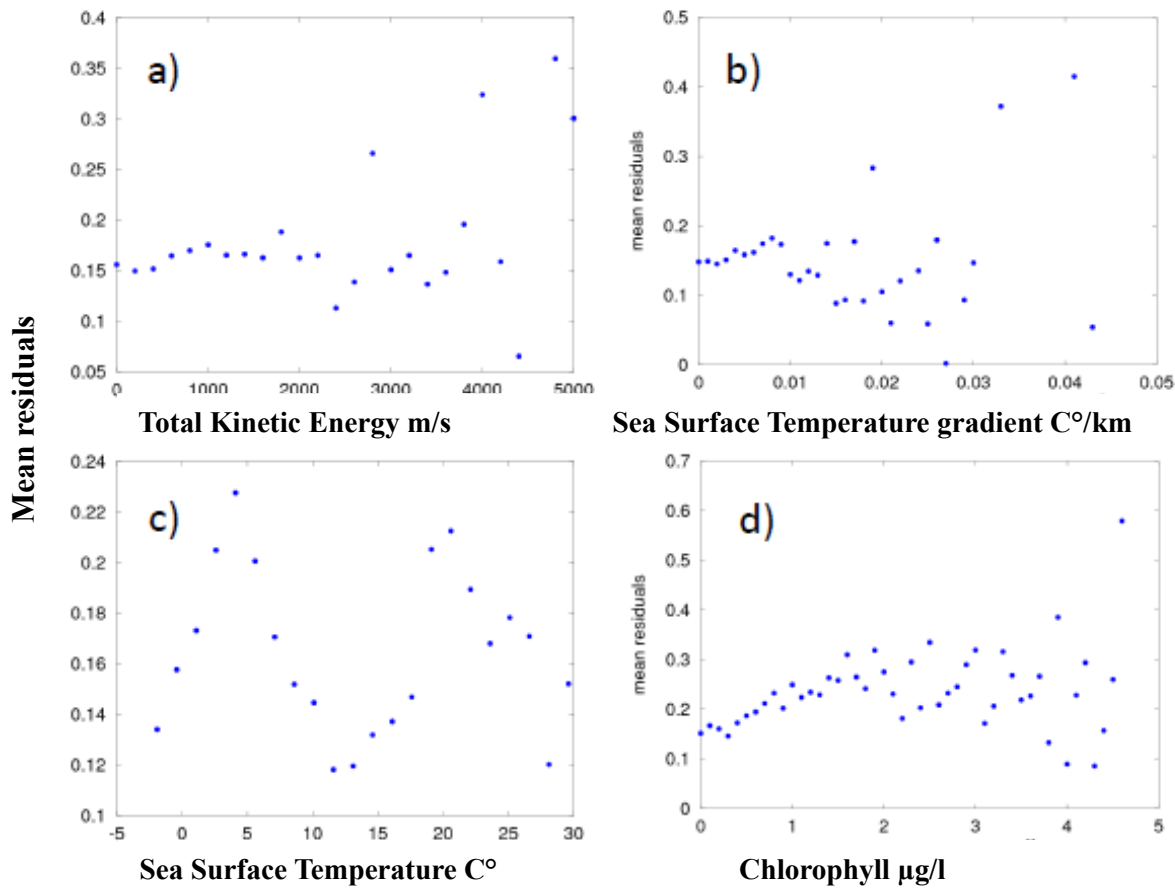 Mean residuals
a)
0.4
0.35
0.3
0.25
0.2
0.15
0.1
0.05
0 1000 2000 3000 4000 5000
Total Kinetic Energy m/s
b)
mean residuals
0.5
0.4
0.3
0.2
0.1
0
0 0.01 0.02 0.03 0.04 0.05
Sea Surface Temperature gradient C°/km
c)
0.24
0.22
0.2
0.18
0.16
0.14
0.12
0.1
-5 0 5 10 15 20 25 30
Sea Surface Temperature C°
d)
mean residuals
0.7
0.6
0.5
0.4
0.3
0.2
0.1
0
0 1 2 3 4 5
Chlorophyll µg/l